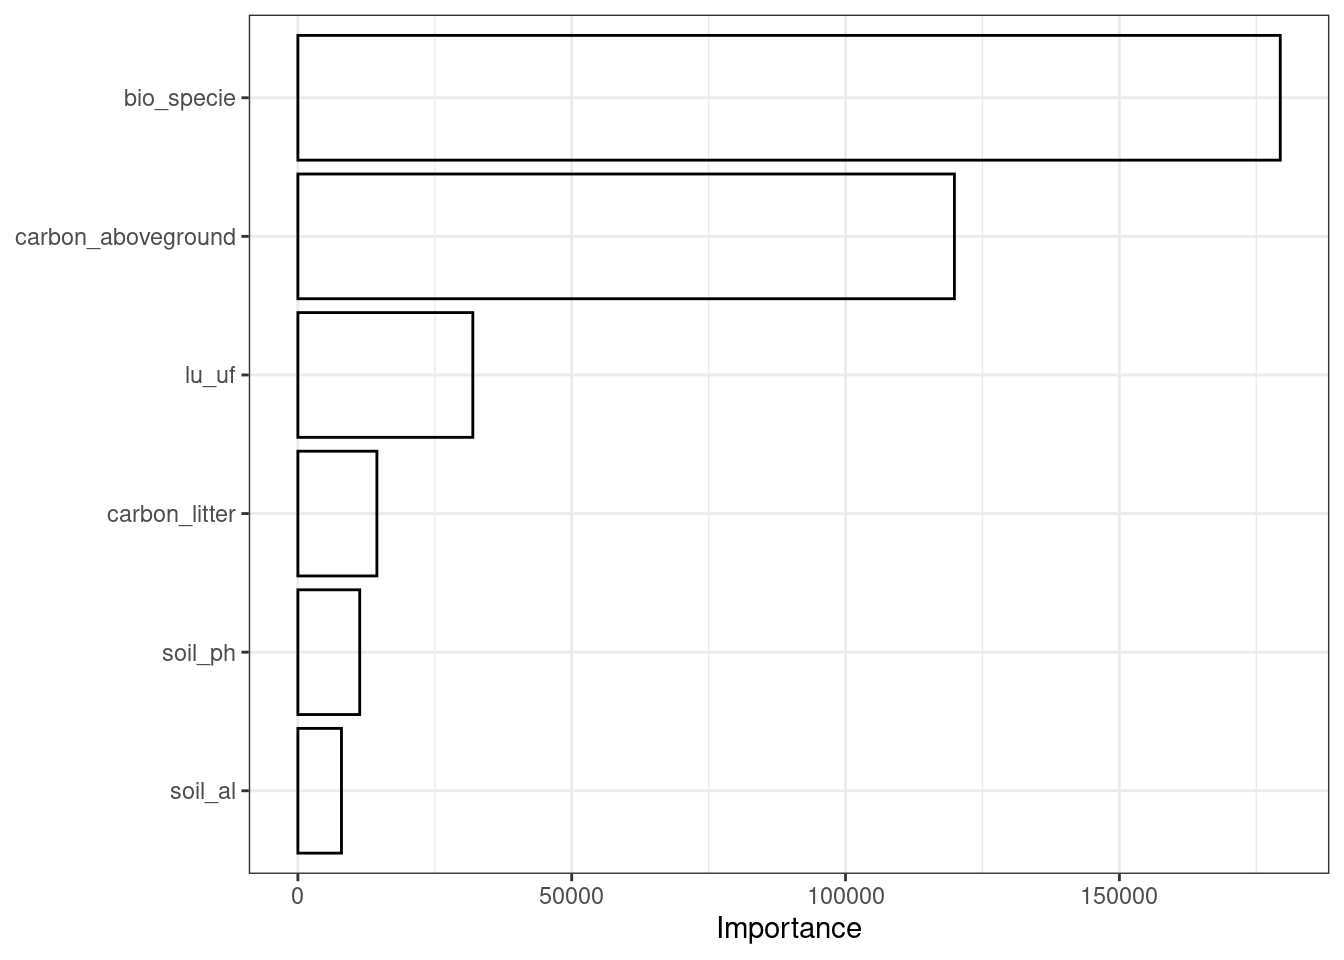 bio_specie
carbon_aboveground
lu_uf
carbon_litter
soil_ph
soil_al
0 50000 100000 150000
Importance